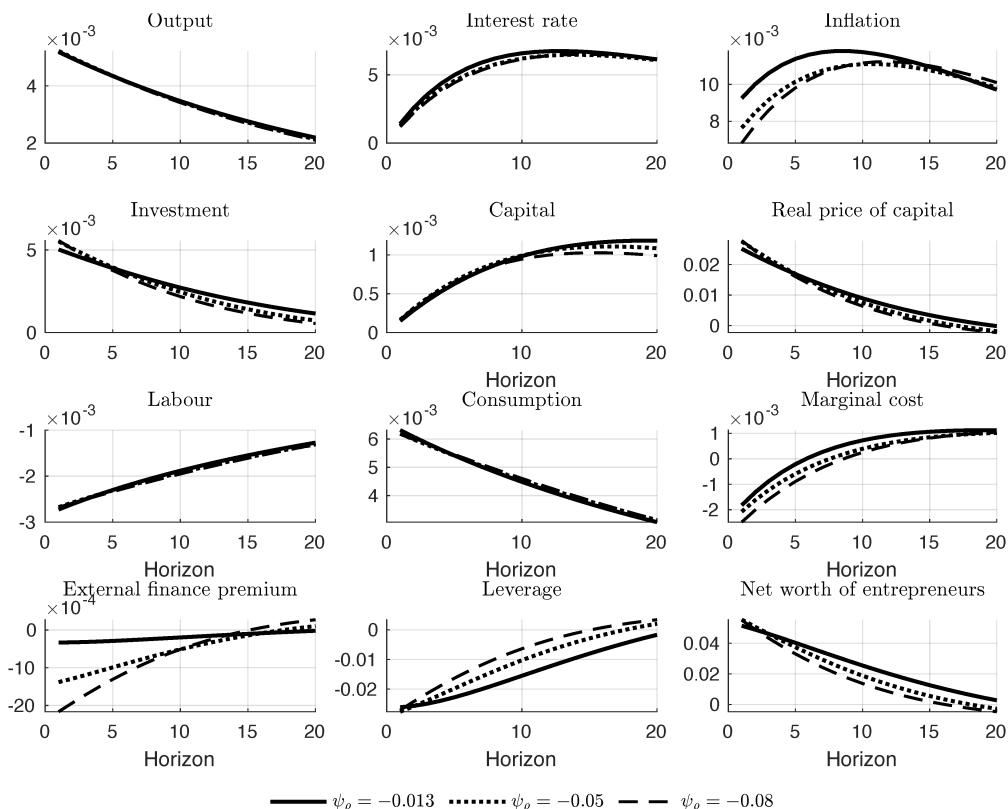 Output
×10⁻³
4
2
0 5 10 15 20
Interest rate
×10⁻³
5
0
0 10 20
Inflation
×10⁻³
10
8
0 5 10 15 20
Investment
×10⁻³
5
0
0 5 10 15 20
Capital
×10⁻³
1
0.5
0
0 10 20
Horizon
Real price of capital
0.02
0.01
0
0 5 10 15 20
Horizon
Labour
×10⁻³
-1
-2
-3
0 5 10 15 20
Horizon
Consumption
×10⁻³
6
4
0 10 20
Horizon
Marginal cost
×10⁻³
1
0
-1
-2
0 5 10 15 20
Horizon
External finance premium
×10⁻⁴
0
-10
-20
0 5 10 15 20
Horizon
Leverage
0
-0.01
-0.02
0 10 20
Horizon
Net worth of entrepreneurs
0.04
0.02
0
0 5 10 15 20
Horizon
ψρ = −0.013 ψρ = −0.05 ψρ = −0.08